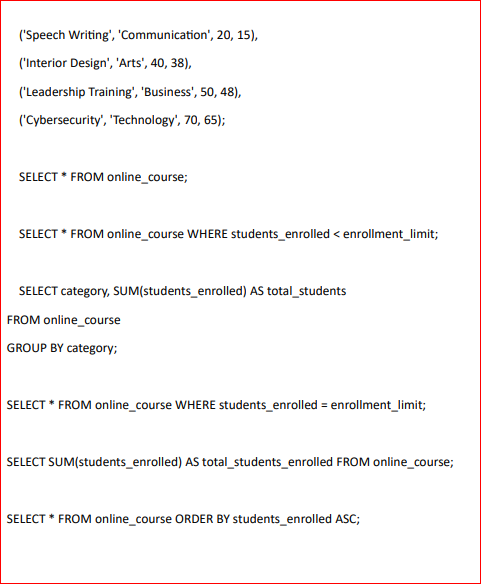 ('Speech Writing', 'Communication', 20, 15),
('Interior Design', 'Arts', 40, 38),
('Leadership Training', 'Business', 50, 48),
('Cybersecurity', 'Technology', 70, 65);
SELECT * FROM online_course;
SELECT * FROM online_course WHERE students_enrolled < enrollment_limit;
SELECT category, SUM(students_enrolled) AS total_students
FROM online_course
GROUP BY category;
SELECT * FROM online_course WHERE students_enrolled = enrollment_limit;
SELECT SUM(students_enrolled) AS total_students_enrolled FROM online_course;
SELECT * FROM online_course ORDER BY students_enrolled ASC;